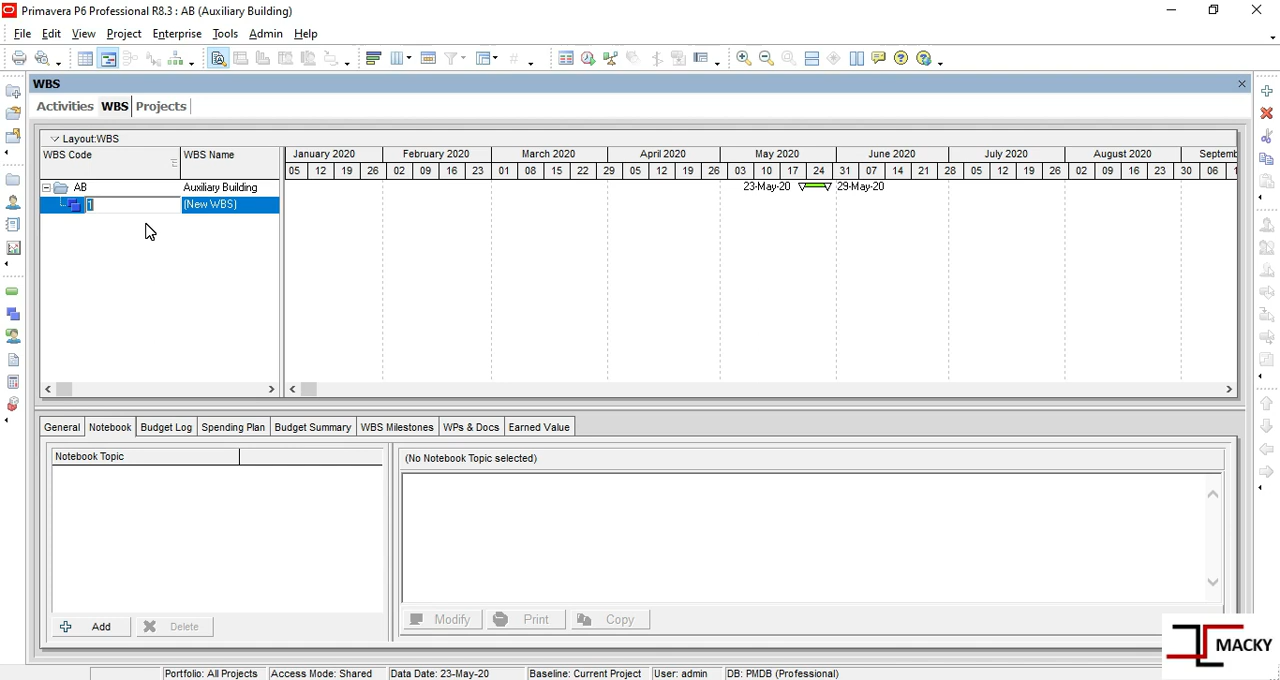 Primavera P6 Professional R8.3 : AB (Auxiliary Building)
File Edit View Project Enterprise Tools Admin Help
WBS
Activities WBS Projects
Layout:WBS
WBS Code WBS Name
January 2020 February 2020 March 2020 April 2020 May 2020 June 2020 July 2020 August 2020 Septemb
05 12 19 26 02 09 16 23 01 08 15 22 29 05 12 19 26 03 10 17 24 31 07 14 21 28 05 12 19 26 02 09 16 23 30 06 1
AB Auxiliary Building 23-May-20 29-May-20
1 (New WBS)
General Notebook Budget Log Spending Plan Budget Summary WBS Milestones WPs & Docs Earned Value
Notebook Topic
(No Notebook Topic selected)
Modify Print Copy
Add Delete
MACKY
Portfolio: All Projects Access Mode: Shared Data Date: 23-May-20 Baseline: Current Project User: admin DB: PMDB (Professional)